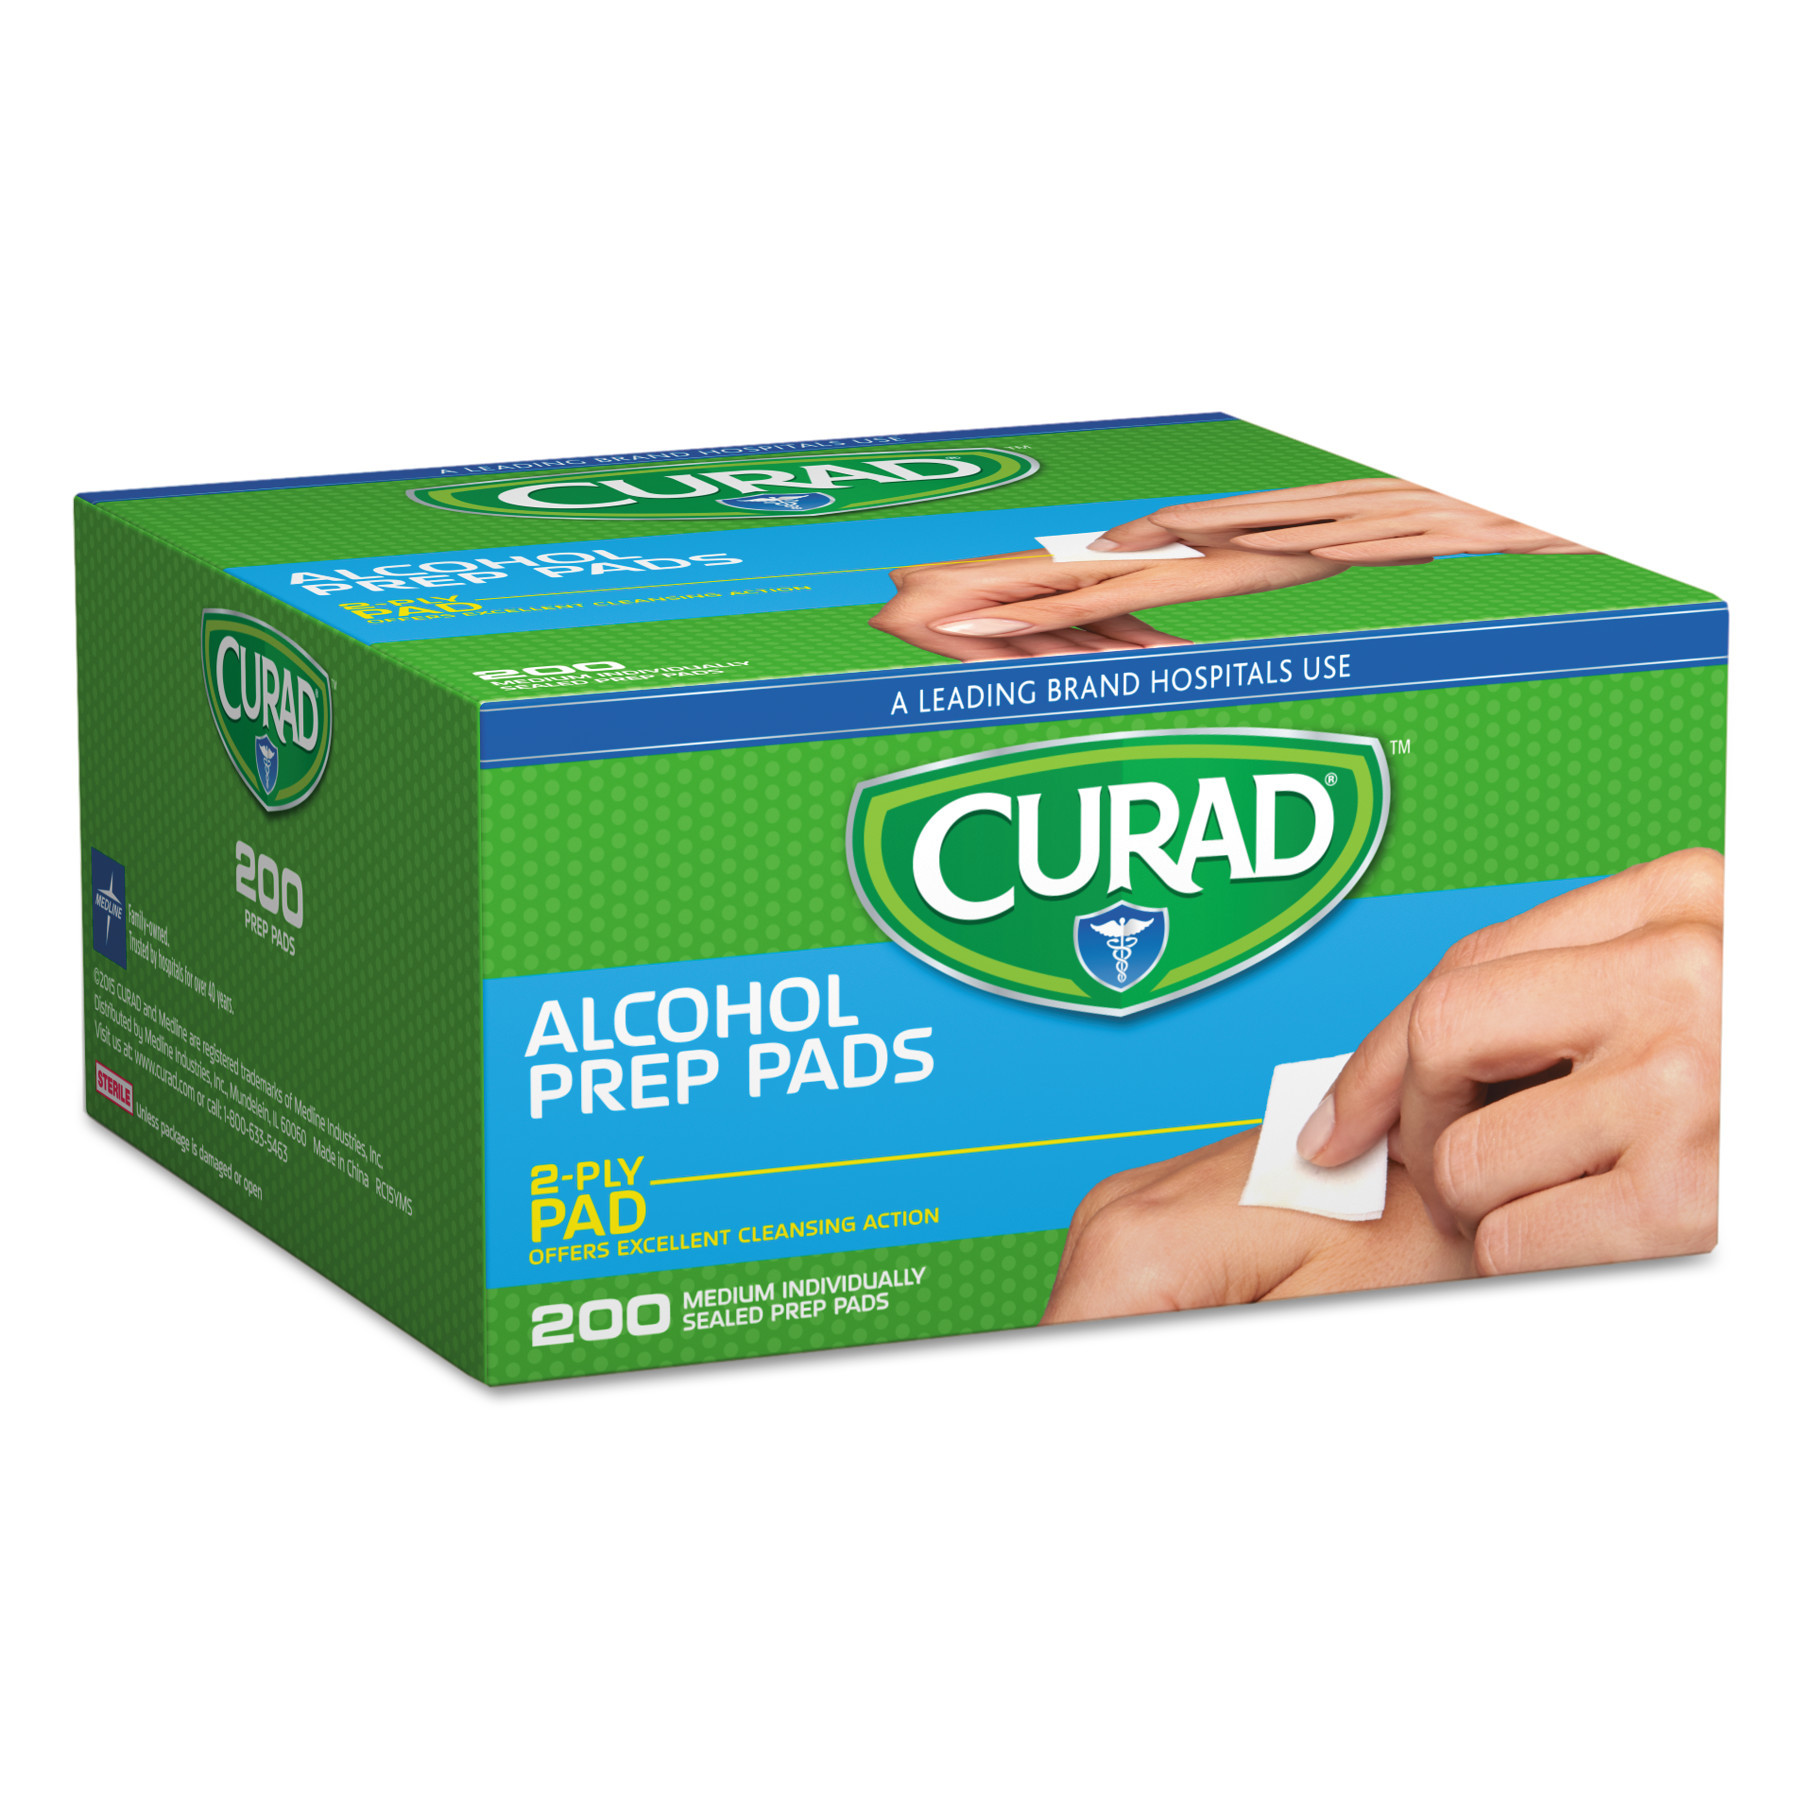 A LEADING BRAND HOSPITALS USE
CURAD ™
ALCOHOL
PREP PADS
2-PLY
PAD
OFFERS EXCELLENT CLEANSING ACTION
200
MEDIUM INDIVIDUALLY
SEALED PREP PADS
CURAD ™
200
PREP PADS
MEDLINE
Family-owned.
Trusted by hospitals for over 40 years.
©2015 CURAD and Medline are registered trademarks of Medline Industries, Inc.
Distributed by Medline Industries, Inc., Mundelein, IL 60060 Made in China RC15YMS
Visit us at: www.curad.com or call: 1-800-633-5463
STERILE Unless package is damaged or open
A LEADING BRAND HOSPITALS USE
CURAD® ™
ALCOHOL
PREP PADS
2-PLY
PAD
OFFERS EXCELLENT CLEANSING ACTION
200 MEDIUM INDIVIDUALLY
SEALED PREP PADS